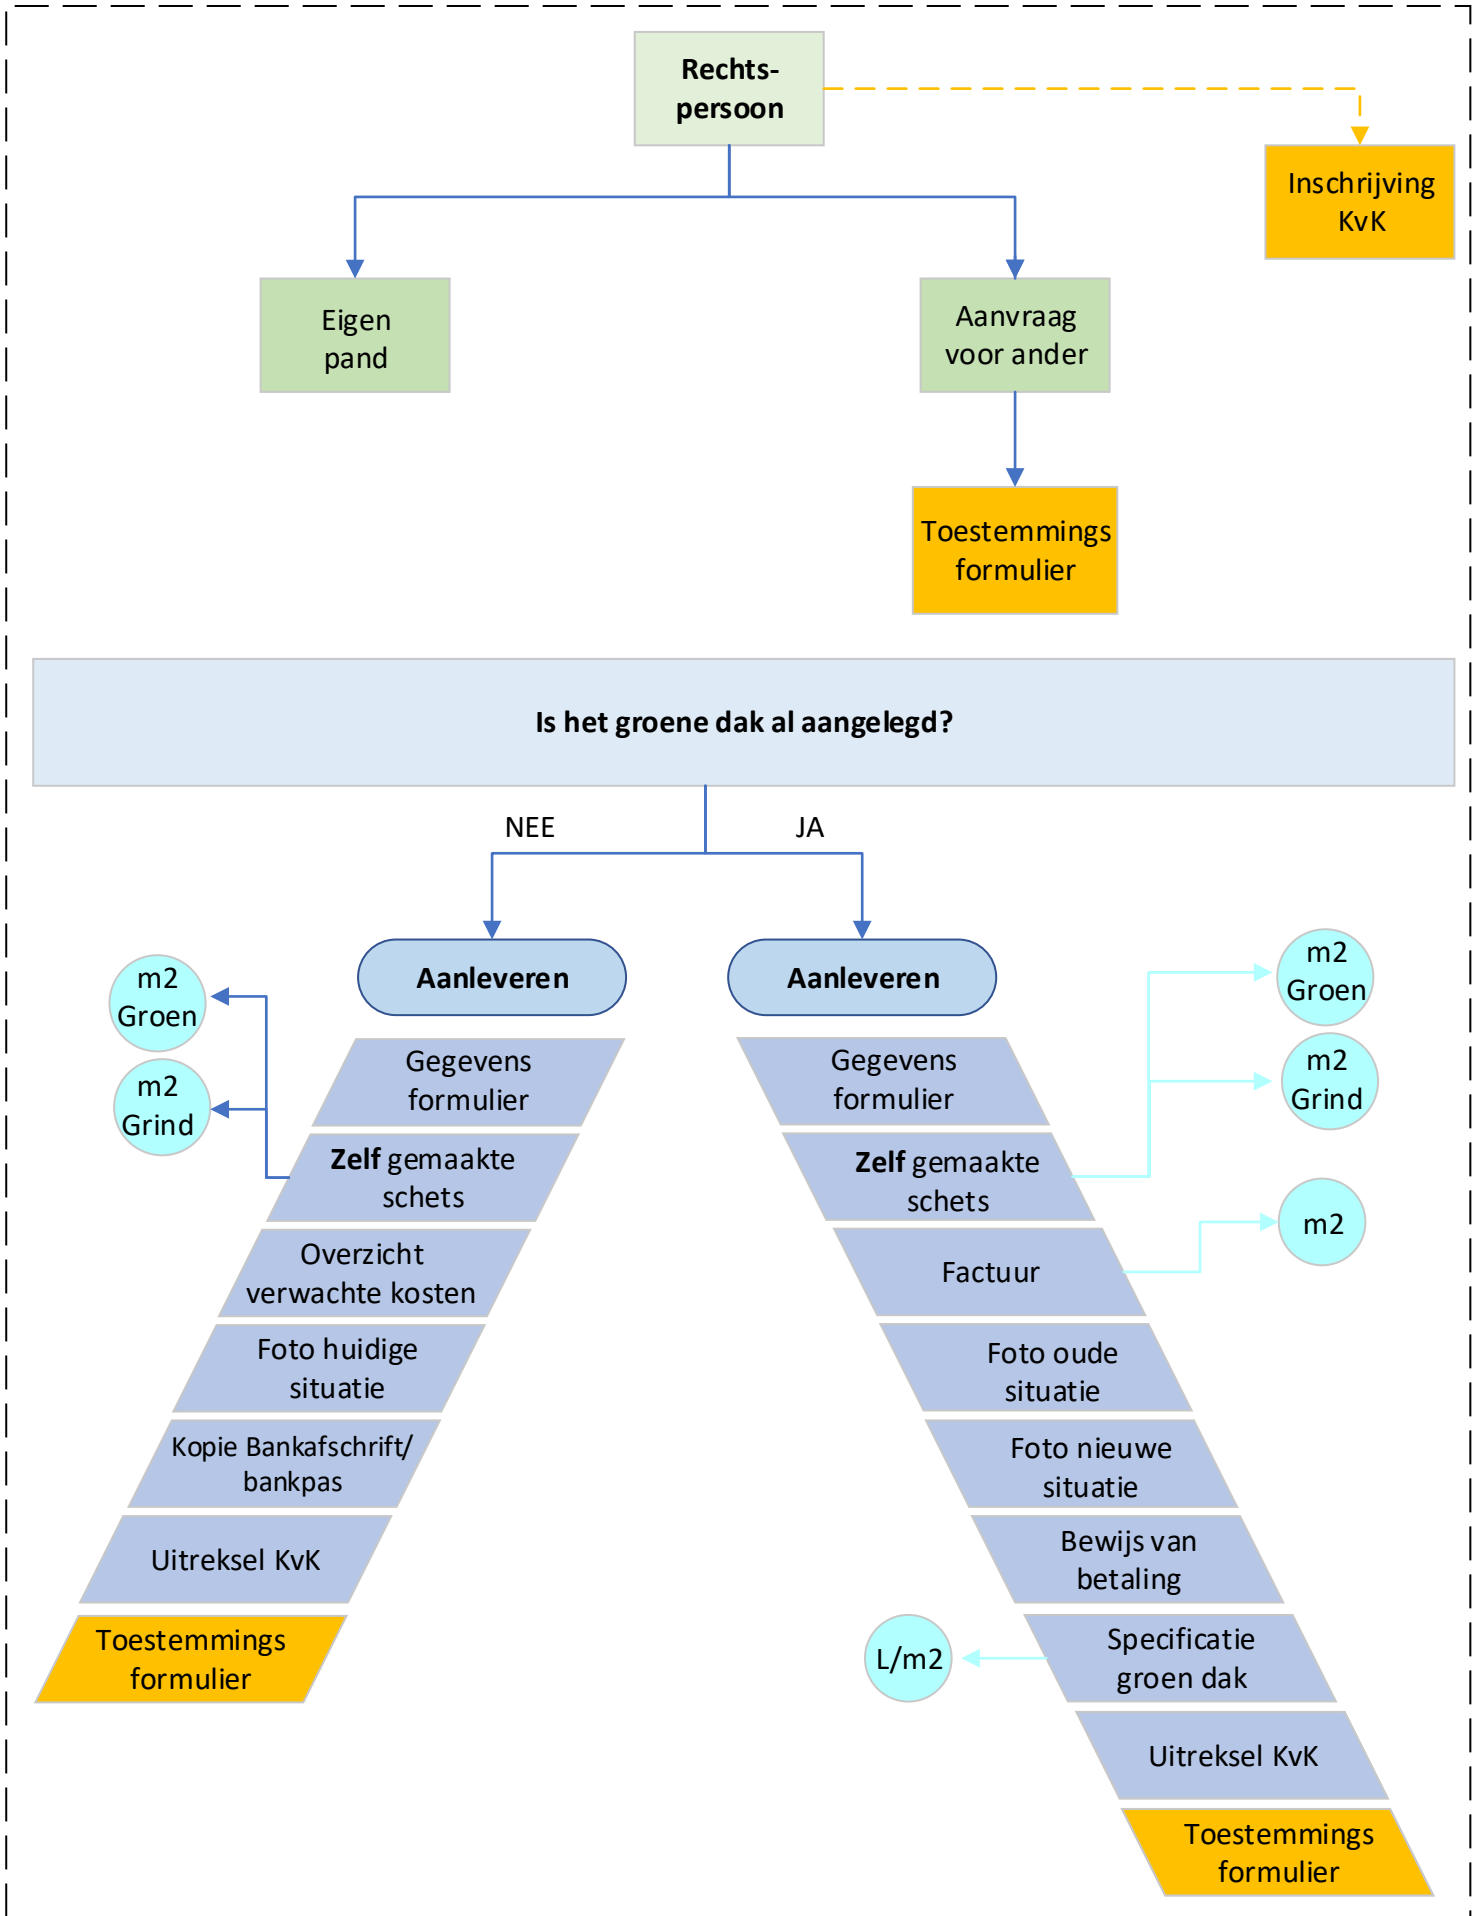 Rechts-
persoon
Inschrijving
KvK
Eigen
pand
Aanvraag
voor ander
Toestemmings
formulier
Is het groene dak al aangelegd?
NEE
JA
Aanleveren
m2
Groen
m2
Grind
Gegevens
formulier
Zelf gemaakte
schets
Overzicht
verwachte kosten
Foto huidige
situatie
Kopie Bankafschrift/
bankpas
Uitreksel KvK
Toestemmings
formulier
Aanleveren
m2
Groen
m2
Grind
Gegevens
formulier
Zelf gemaakte
schets
m2
Factuur
Foto oude
situatie
Foto nieuwe
situatie
Bewijs van
betaling
L/m2
Specificatie
groen dak
Uitreksel KvK
Toestemmings
formulier